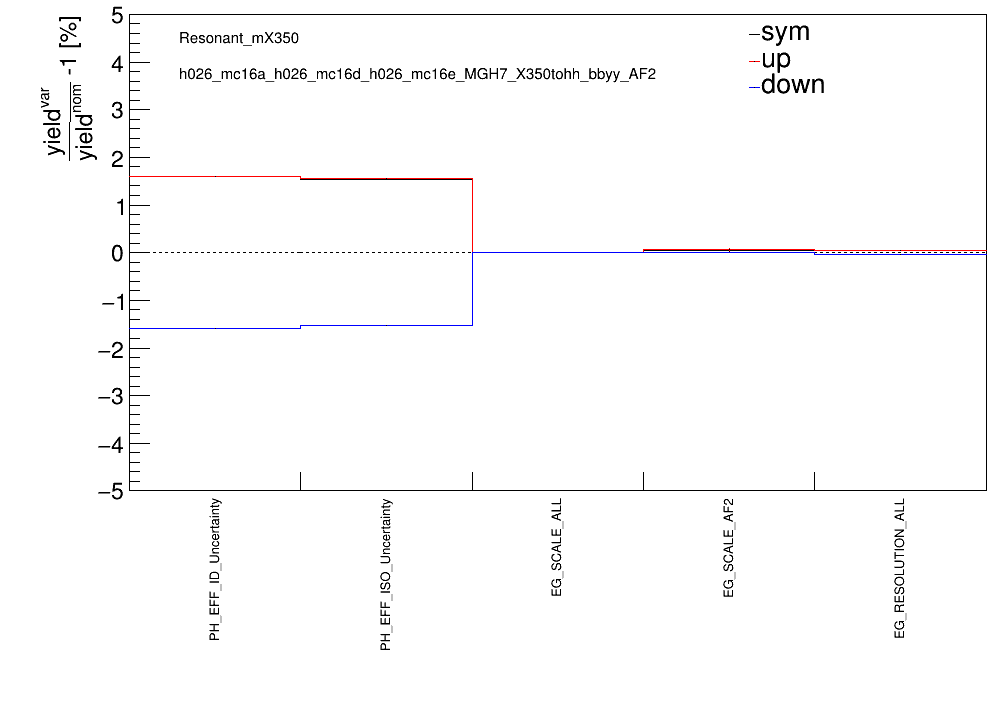 yield^var
yield^nom -1 [%]
Resonant_mX350
h026_mc16a_h026_mc16d_h026_mc16e_MGH7_X350tohh_bbyy_AF2
−sym
−up
−down
5
4
3
2
1
0
−1
−2
−3
−4
−5
PH_EFF_ID_Uncertainty
PH_EFF_ISO_Uncertainty
EG_SCALE_ALL
EG_SCALE_AF2
EG_RESOLUTION_ALL